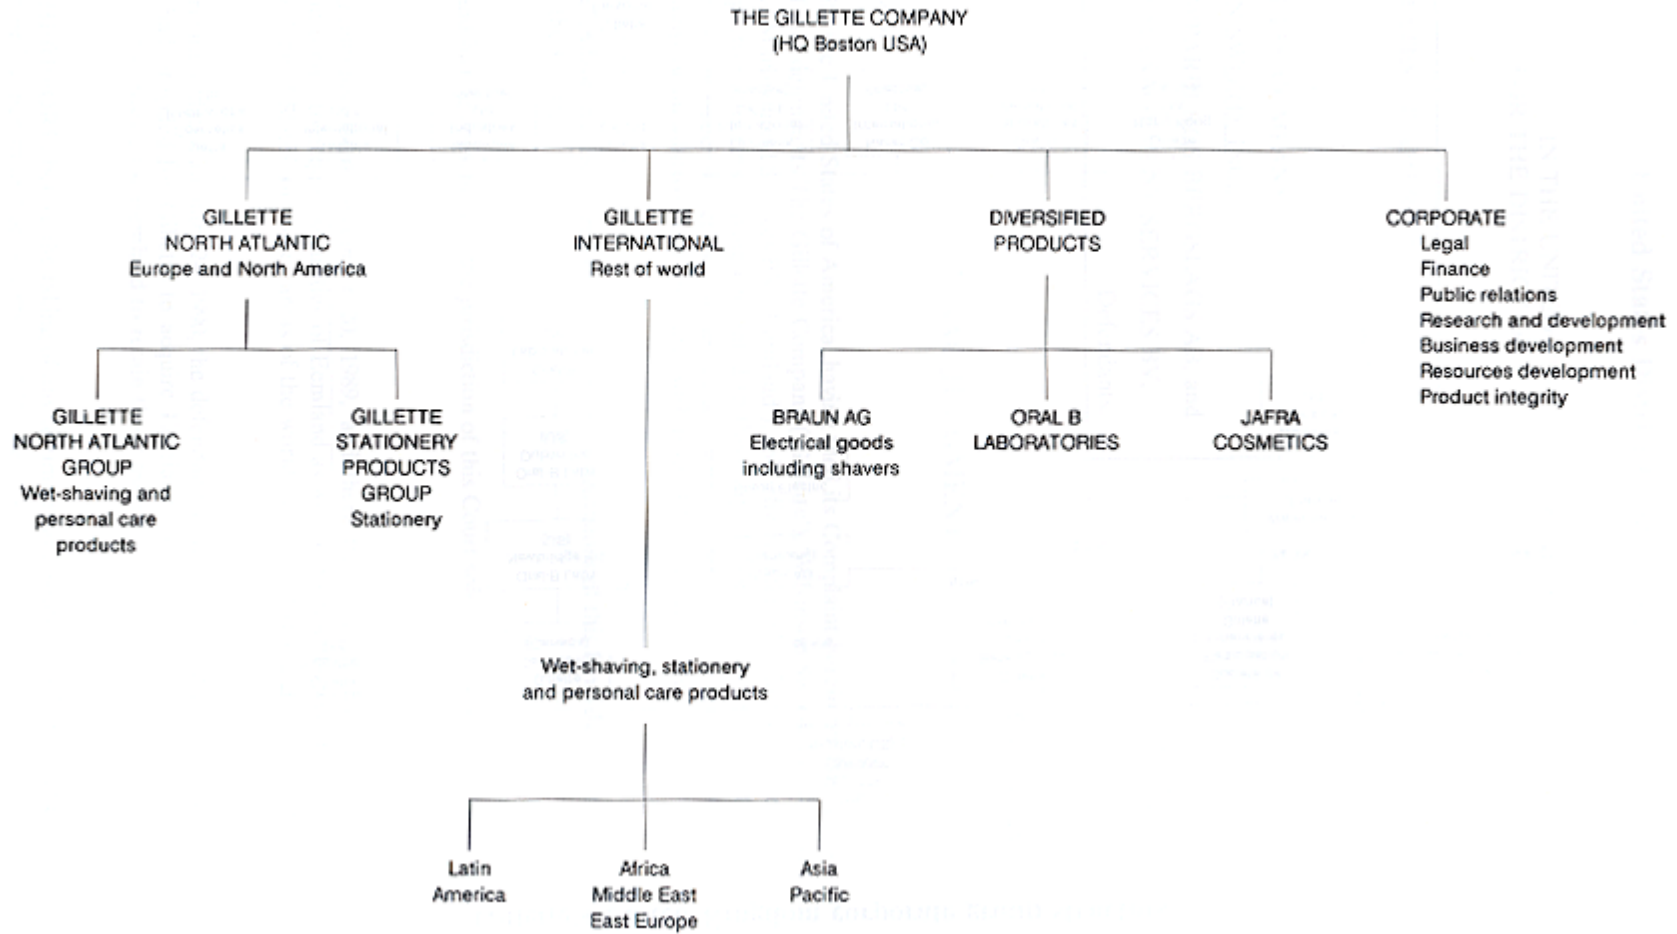 THE GILLETTE COMPANY
(HQ Boston USA)
GILLETTE
NORTH ATLANTIC
Europe and North America
GILLETTE
INTERNATIONAL
Rest of world
DIVERSIFIED
PRODUCTS
CORPORATE
Legal
Finance
Public relations
Research and development
Business development
Resources development
Product integrity
GILLETTE
NORTH ATLANTIC
GROUP
Wet-shaving and
personal care
products
GILLETTE
STATIONERY
PRODUCTS
GROUP
Stationery
BRAUN AG
Electrical goods
including shavers
ORAL B
LABORATORIES
JAFRA
COSMETICS
Wet-shaving, stationery
and personal care products
Latin
America
Africa
Middle East
East Europe
Asia
Pacific